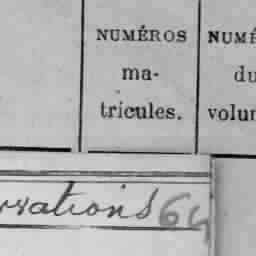 NUMÉROS
ma-
tricules.
NUMÉ
du
volum
rvations 64